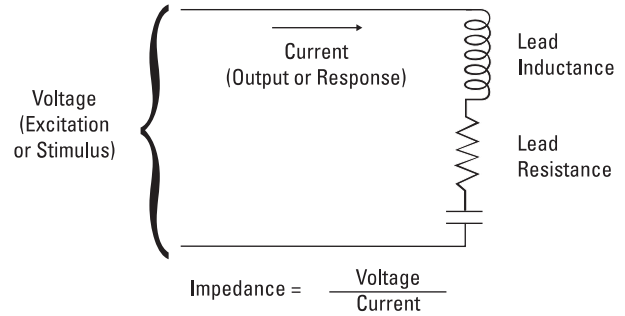 Current
(Output or Response)
Lead
Inductance
Voltage
(Excitation
or Stimulus)
Lead
Resistance
Impedance = Voltage
Current